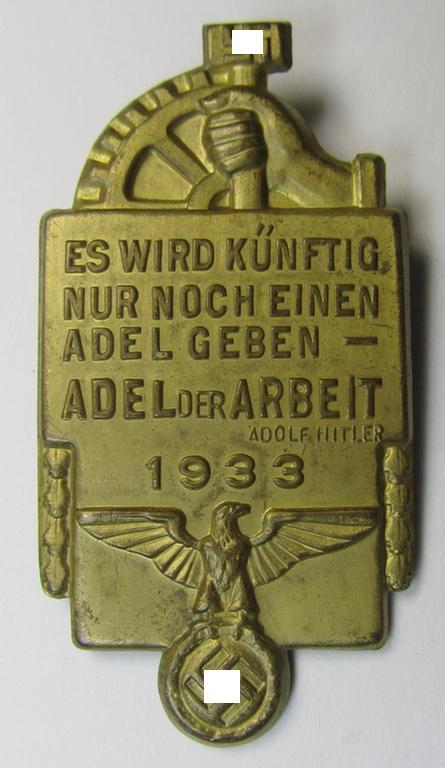 ES WIRD KÜNFTIG
NUR NOCH EINEN
ADEL GEBEN —
ADEL DER ARBEIT
ADOLF HITLER
1933